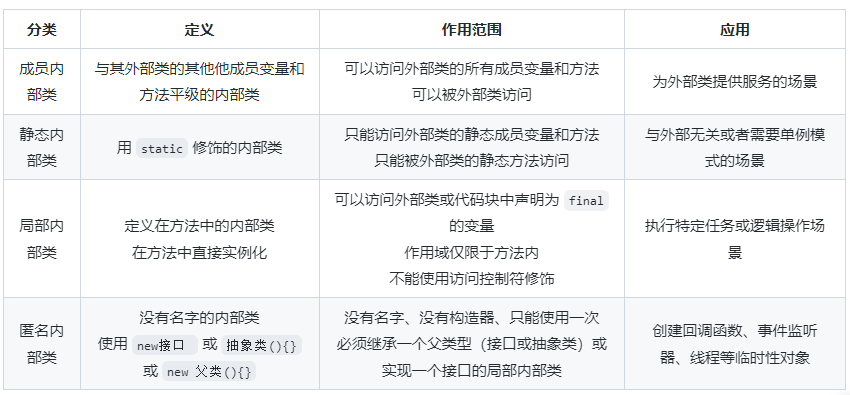 分类 定义 作用范围 应用
成员内部类 与其外部类的其他他成员变量和 可以访问外部类的所有成员变量和方法 为外部类提供服务的场景
方法平级的内部类 可以被外部类访问
静态内部类 用 static 修饰的内部类 只能访问外部类的静态成员变量和方法 与外部无关或者需要单例模
只能被外部类的静态方法访问 式的场景
局部内部类 定义在方法中的内部类 可以访问外部类或代码块中声明为 final 执行特定任务或逻辑操作场
在方法中直接实例化 的变量 景
作用域仅限于方法内
不能使用访问控制符修饰
匿名内部类 没有名字的内部类 没有名字、没有构造器、只能使用一次 创建回调函数、事件监听
使用 new接口 或 抽象类(){} 必须继承一个父类型（接口或抽象类）或 器、线程等临时性对象
或 new 父类(){} 实现一个接口的局部内部类